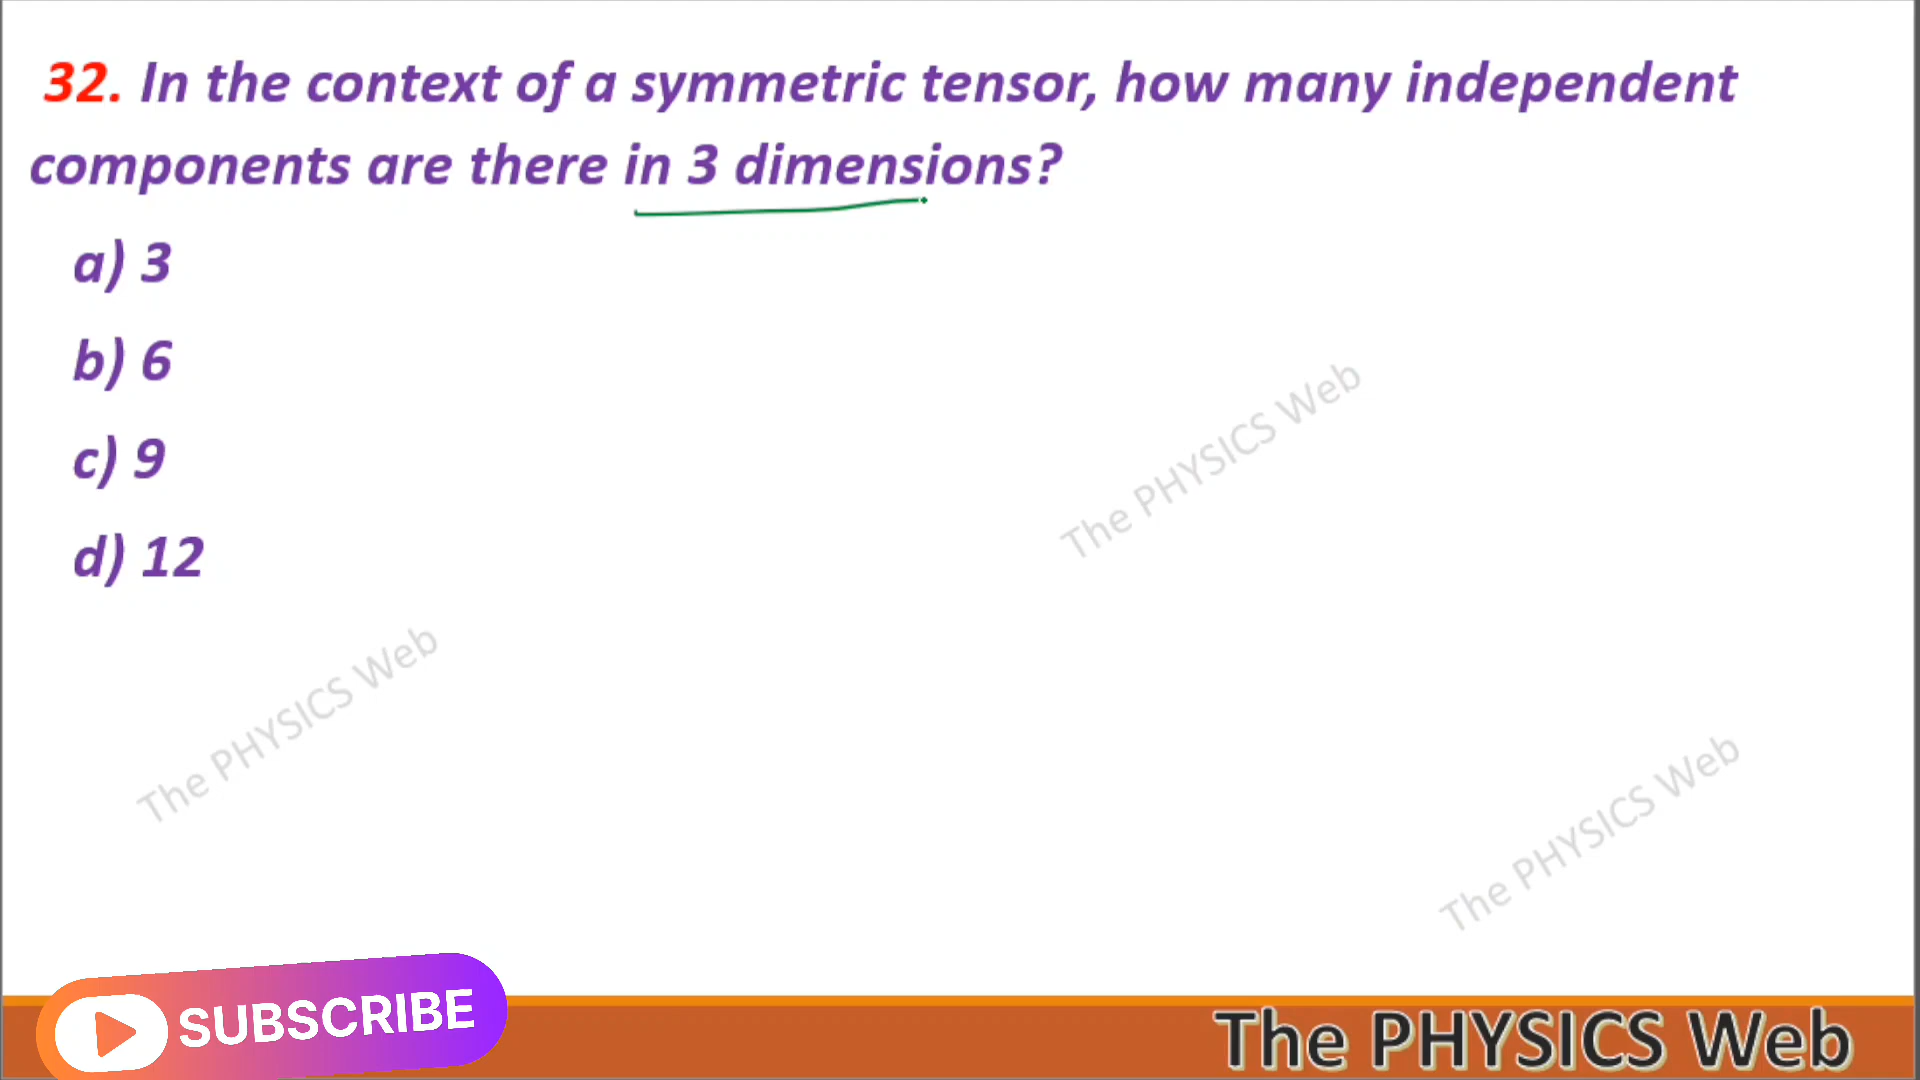 32. In the context of a symmetric tensor, how many independent
components are there in 3 dimensions?
a) 3
b) 6
c) 9
d) 12
The PHYSICS Web
The PHYSICS Web
The PHYSICS Web
SUBSCRIBE
The PHYSICS Web